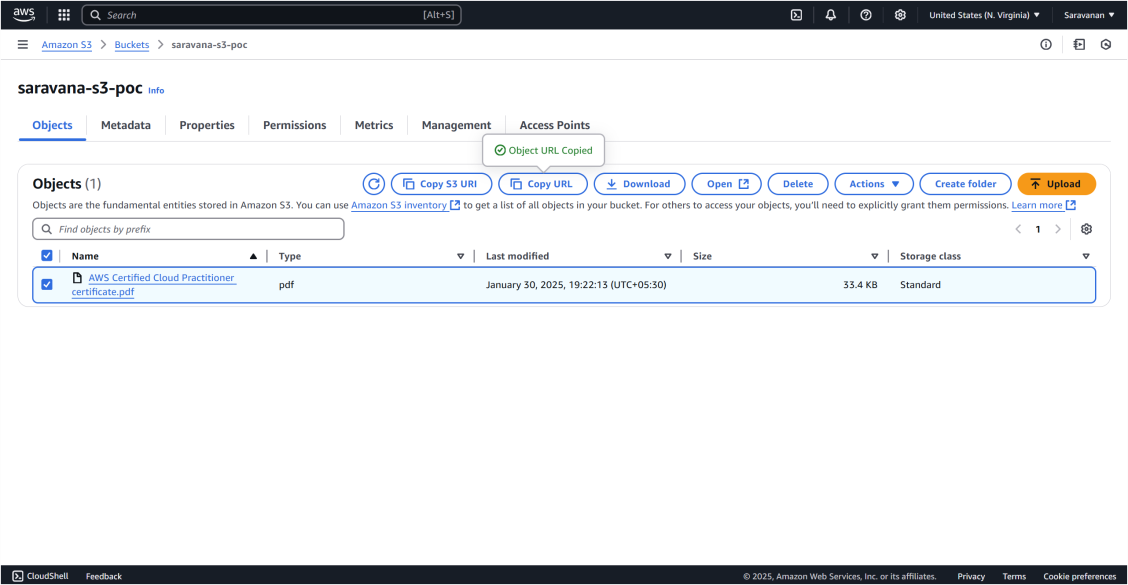 aws Search [Alt+S] United States (N. Virginia) Saravanan
Amazon S3 Buckets saravana-s3-poc
saravana-s3-poc Info
Objects Metadata Properties Permissions Metrics Management Access Points
Object URL Copied
Objects (1) Copy S3 URI Copy URL Download Open Delete Actions Create folder Upload
Objects are the fundamental entities stored in Amazon S3. You can use Amazon S3 inventory to get a list of all objects in your bucket. For others to access your objects, you'll need to explicitly grant them permissions. Learn more
Find objects by prefix 1
Name Type Last modified Size Storage class
AWS Certified Cloud Practitioner
certificate.pdf pdf January 30, 2025, 19:22:13 (UTC+05:30) 33.4 KB Standard
CloudShell Feedback © 2025, Amazon Web Services, Inc. or its affiliates. Privacy Terms Cookie preferences